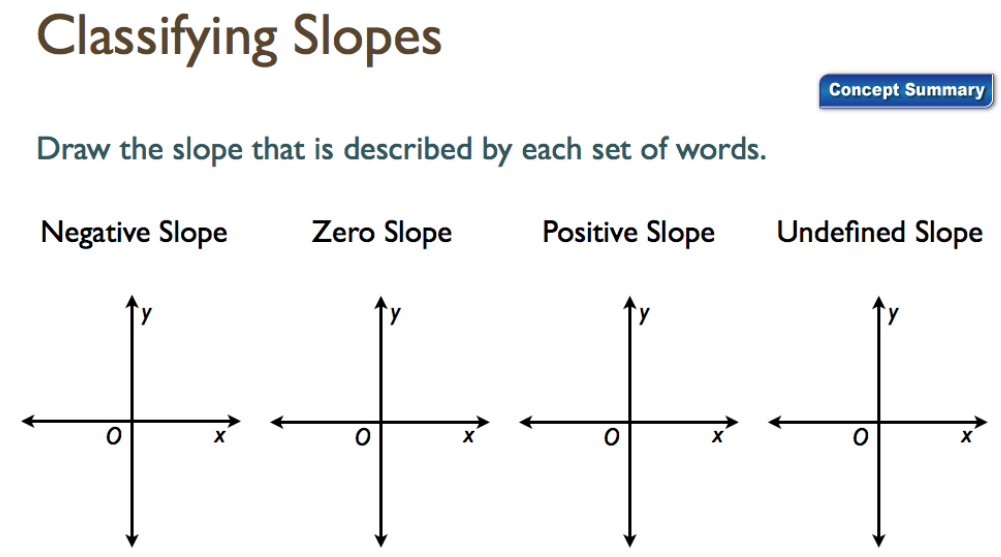 Classifying Slopes
Concept Summary
Draw the slope that is described by each set of words.
Negative Slope Zero Slope Positive Slope Undefined Slope
y y y y
O x O x O x O x